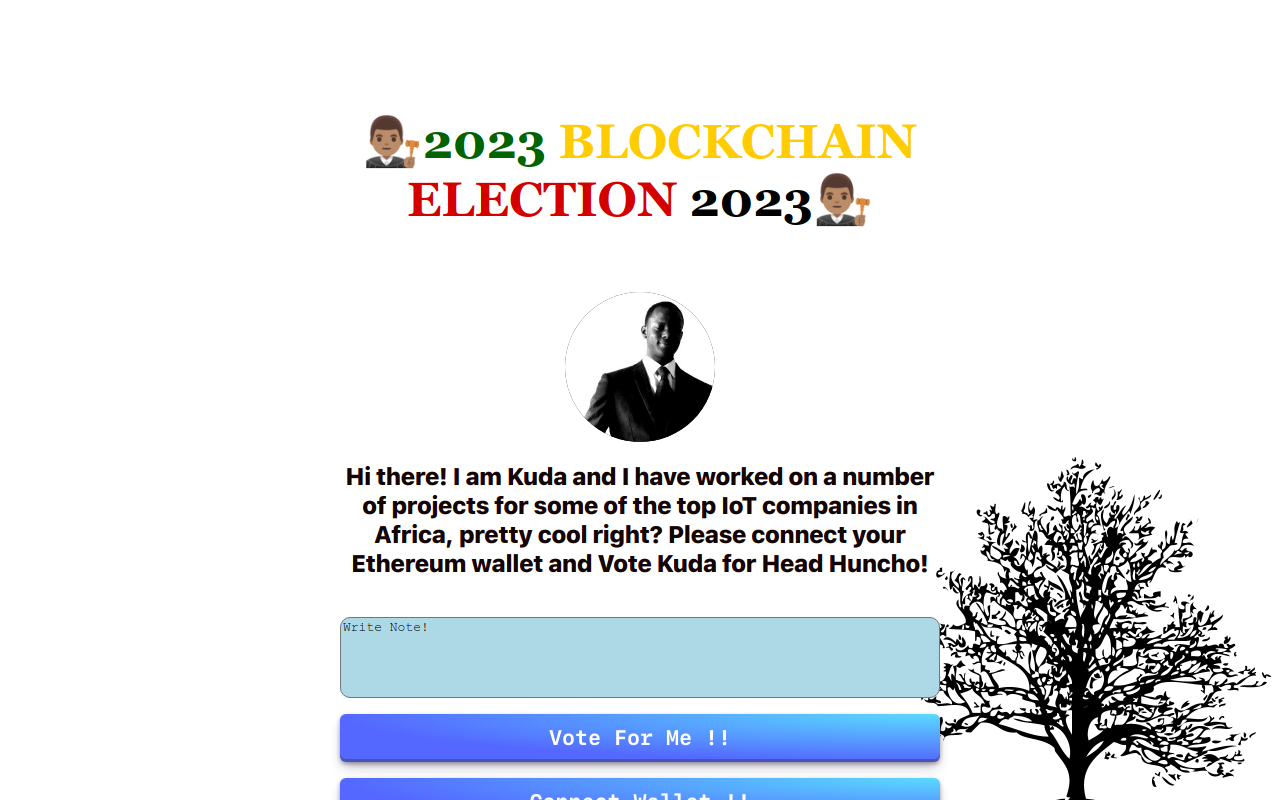 👨🏾‍⚖️2023 BLOCKCHAIN
ELECTION 2023👨🏾‍⚖️
Hi there! I am Kuda and I have worked on a number
of projects for some of the top IoT companies in
Africa, pretty cool right? Please connect your
Ethereum wallet and Vote Kuda for Head Huncho!
Write Note!
Vote For Me !!
Connect Wallet !!